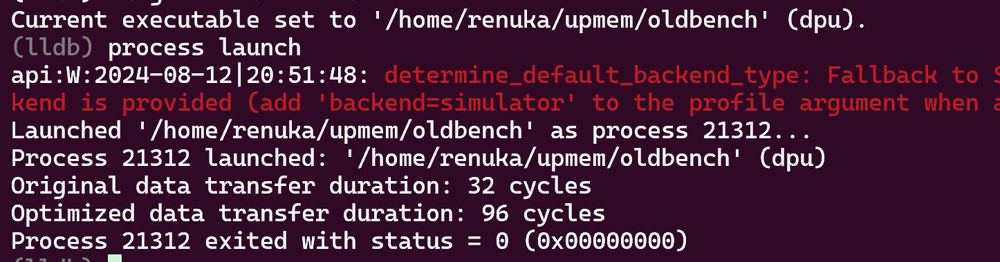 Current executable set to '/home/renuka/upmem/oldbench' (dpu).
(lldb) process launch
api:W:2024-08-12|20:51:48: determine_default_backend_type: Fallback to
kend is provided (add 'backend=simulator' to the profile argument when a
Launched '/home/renuka/upmem/oldbench' as process 21312...
Process 21312 launched: '/home/renuka/upmem/oldbench' (dpu)
Original data transfer duration: 32 cycles
Optimized data transfer duration: 96 cycles
Process 21312 exited with status = 0 (0x00000000)
(lldb)